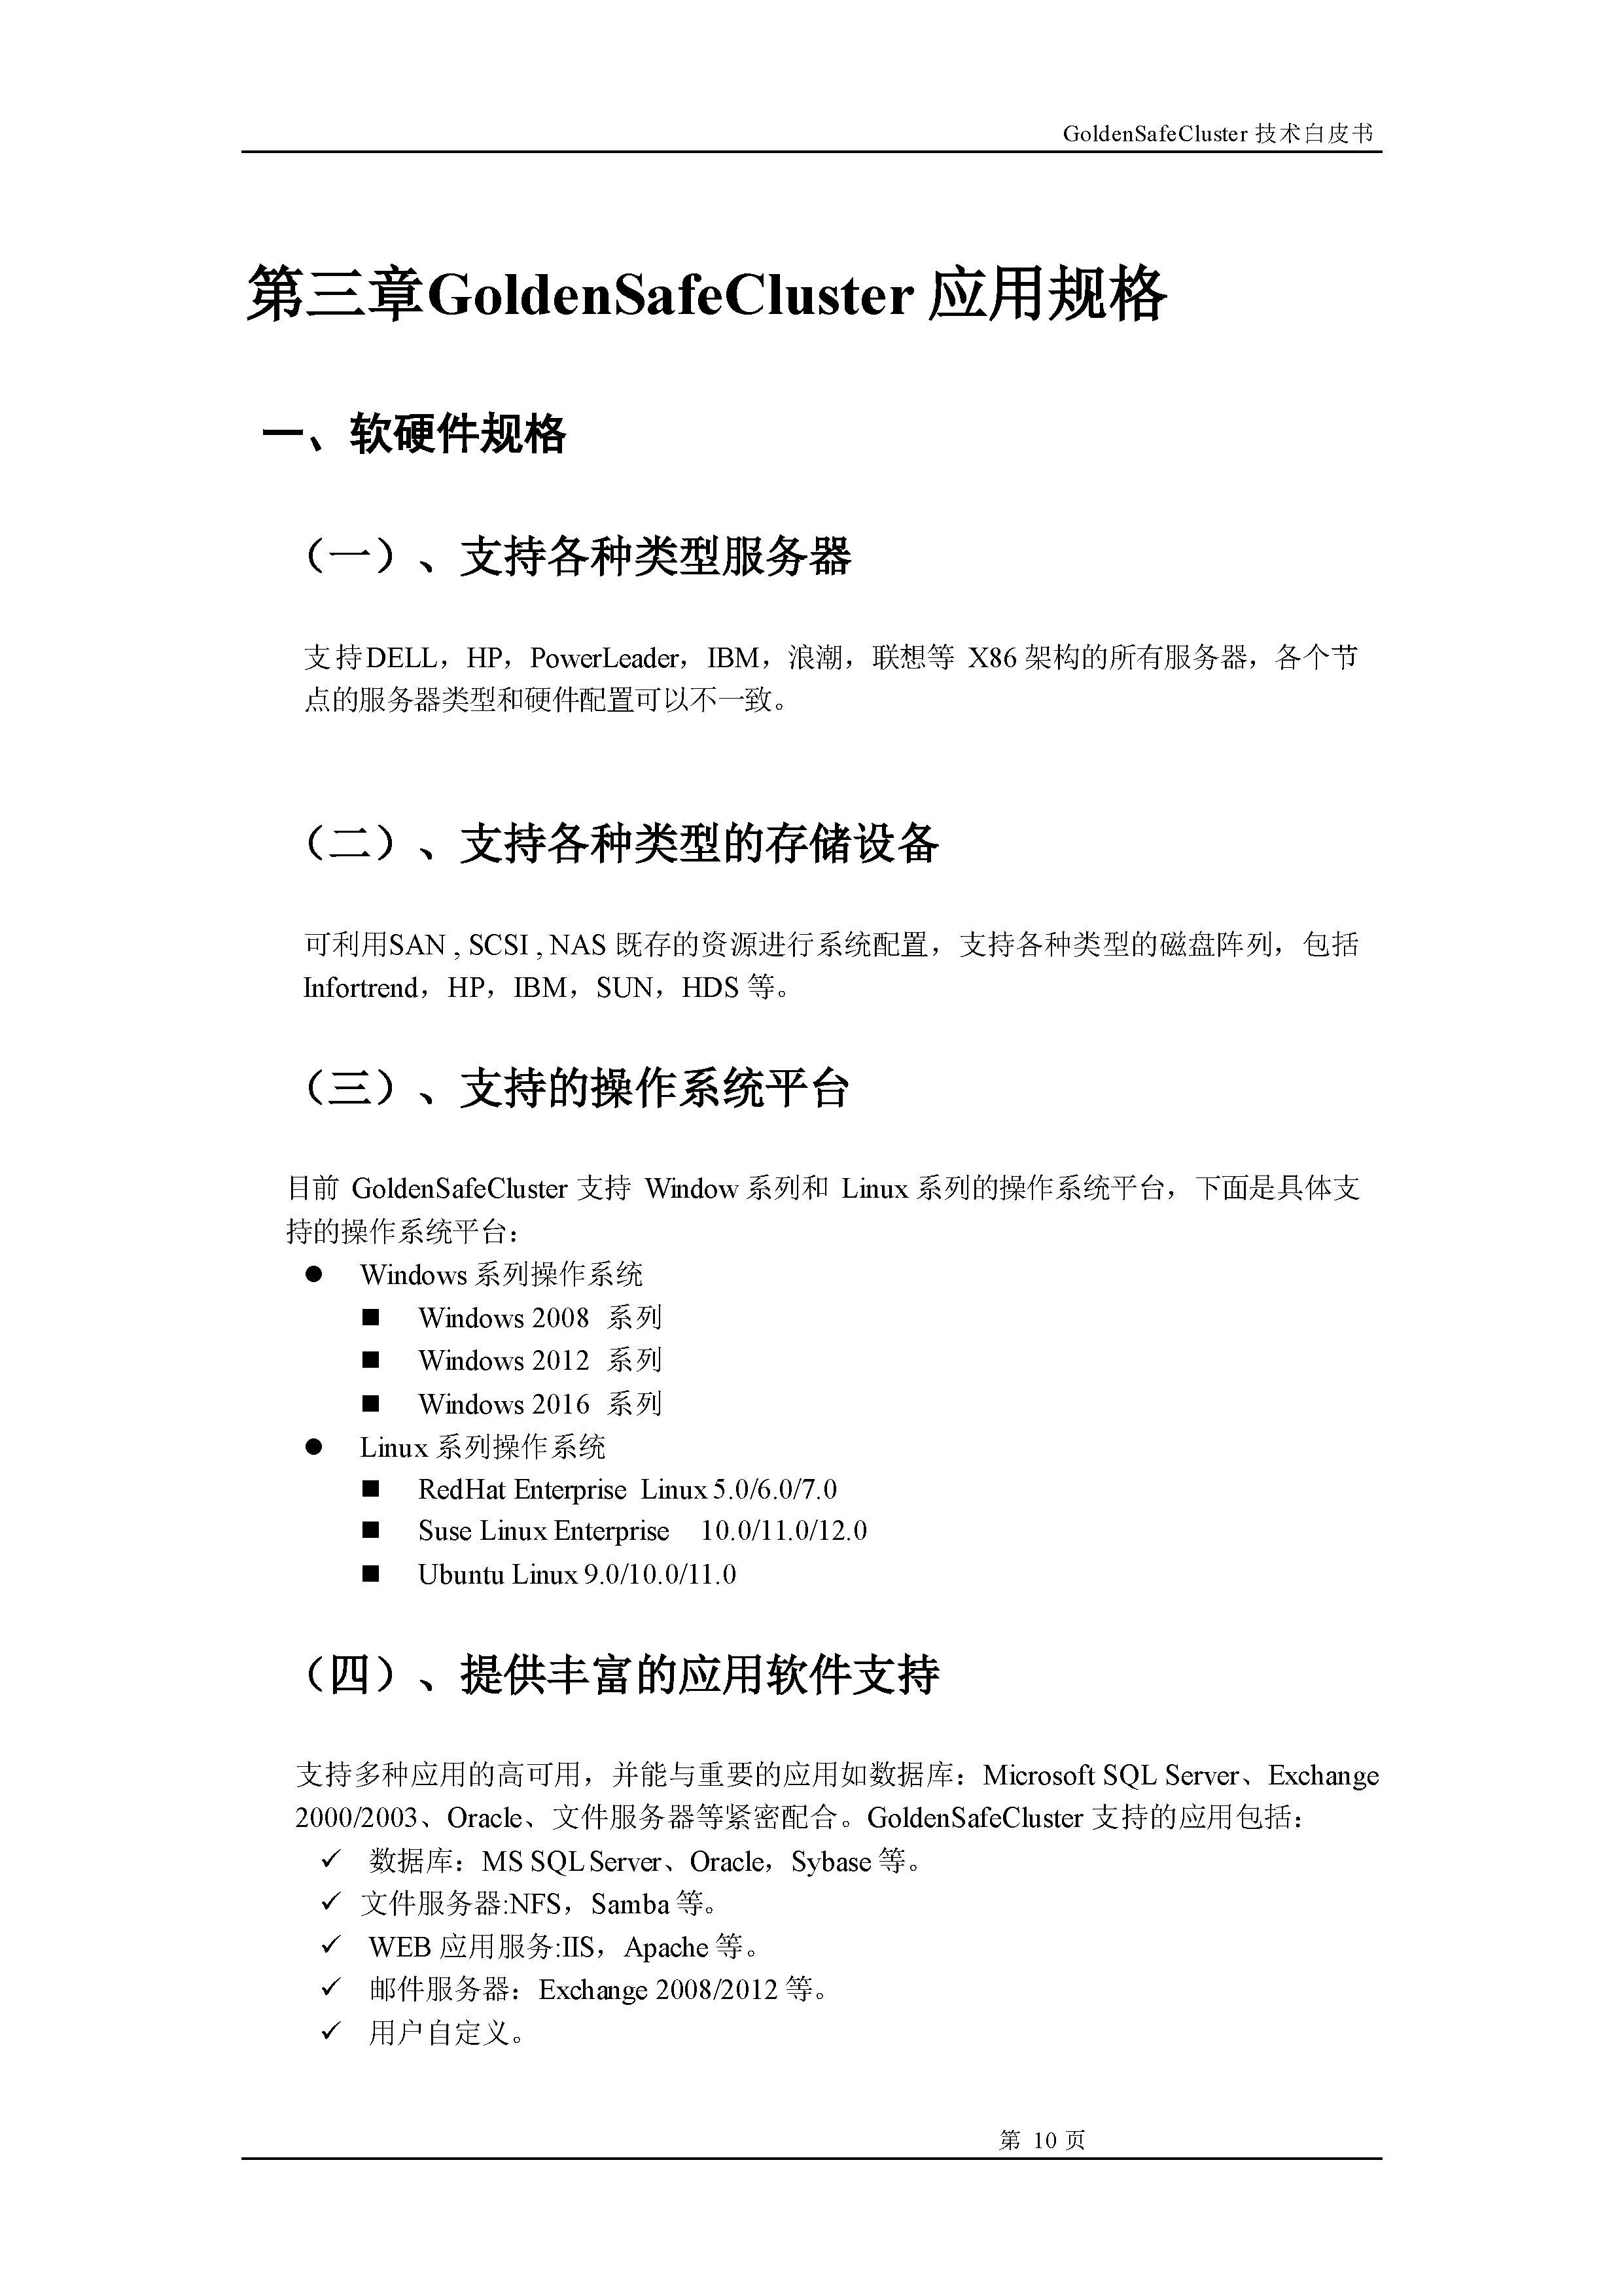 GoldenSafeCluster 技术白皮书
第三章GoldenSafeCluster 应用规格
一、软硬件规格
（一）、支持各种类型服务器
支持DELL，HP，PowerLeader，IBM，浪潮，联想等 X86 架构的所有服务器，各个节
点的服务器类型和硬件配置可以不一致。
（二）、支持各种类型的存储设备
可利用SAN , SCSI , NAS 既存的资源进行系统配置，支持各种类型的磁盘阵列，包括
Infortrend，HP，IBM，SUN，HDS 等。
（三）、支持的操作系统平台
目前 GoldenSafeCluster 支持 Window 系列和 Linux 系列的操作系统平台，下面是具体支
持的操作系统平台：
● Windows 系列操作系统
■ Windows 2008 系列
■ Windows 2012 系列
■ Windows 2016 系列
● Linux 系列操作系统
■ RedHat Enterprise Linux 5.0/6.0/7.0
■ Suse Linux Enterprise 10.0/11.0/12.0
■ Ubuntu Linux 9.0/10.0/11.0
（四）、提供丰富的应用软件支持
支持多种应用的高可用，并能与重要的应用如数据库：Microsoft SQL Server、Exchange
2000/2003、Oracle、文件服务器等紧密配合。GoldenSafeCluster 支持的应用包括：
✓ 数据库：MS SQL Server、Oracle，Sybase 等。
✓ 文件服务器:NFS，Samba 等。
✓ WEB 应用服务:IIS，Apache 等。
✓ 邮件服务器：Exchange 2008/2012 等。
✓ 用户自定义。
第 10 页